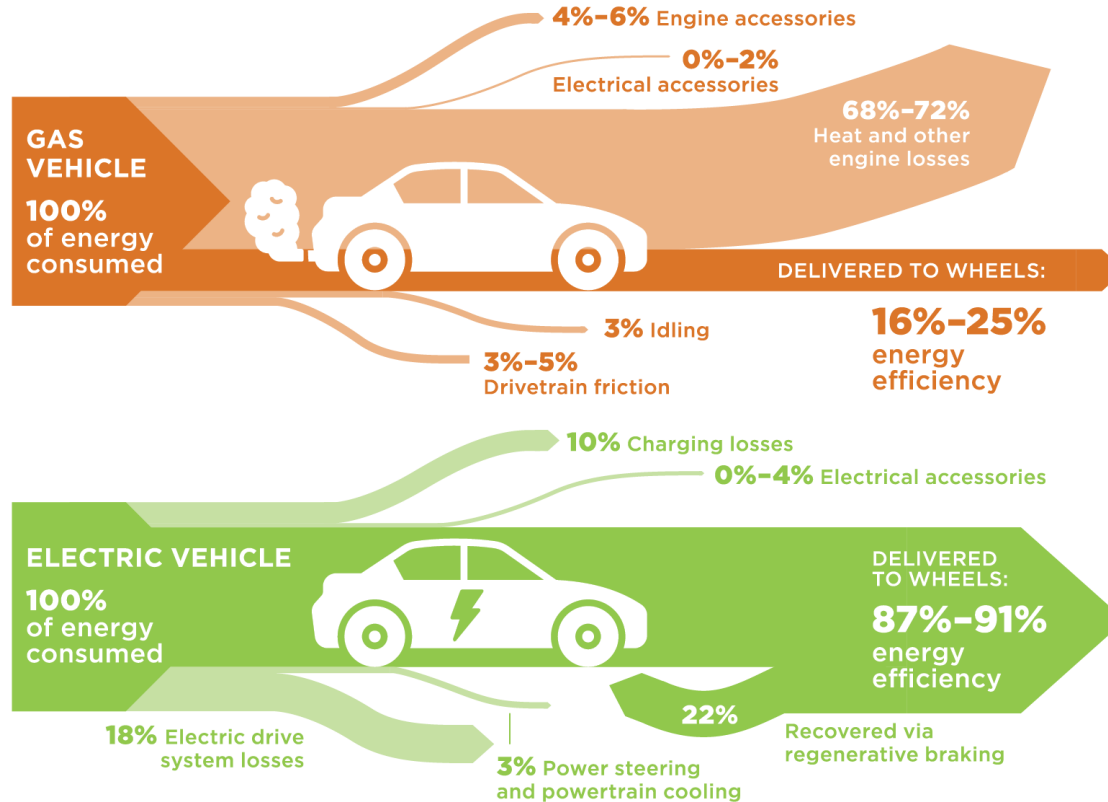 4%–6% Engine accessories
0%–2%
Electrical accessories
68%–72%
Heat and other
engine losses
GAS
VEHICLE
100%
of energy
consumed
DELIVERED TO WHEELS:
16%–25%
energy
efficiency
3% Idling
3%–5%
Drivetrain friction
10% Charging losses
0%–4% Electrical accessories
ELECTRIC VEHICLE
100%
of energy
consumed
DELIVERED
TO WHEELS:
87%–91%
energy
efficiency
22%
Recovered via
regenerative braking
18% Electric drive
system losses
3% Power steering
and powertrain cooling